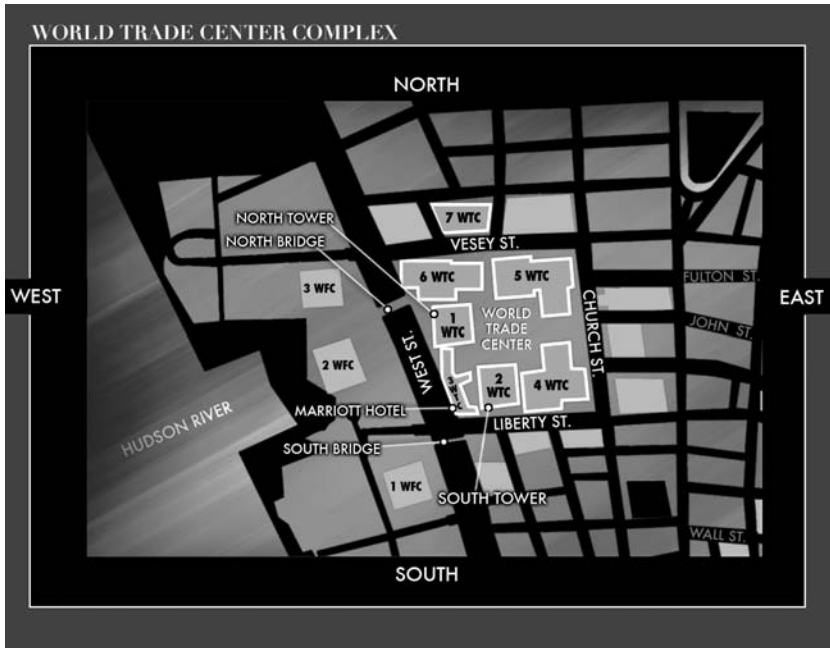 WORLD TRADE CENTER COMPLEX
NORTH
NORTH TOWER
NORTH BRIDGE
7 WTC
VESEY ST.
6 WTC
5 WTC
3 WFC
WEST
EAST
FULTON ST.
CHURCH ST.
1
WTC
WORLD
TRADE
CENTER
JOHN ST.
WEST ST.
2 WFC
2
WTC
4 WTC
MARRIOTT HOTEL
HUDSON RIVER
LIBERTY ST.
SOUTH BRIDGE
1 WFC
SOUTH TOWER
WALL ST.
SOUTH